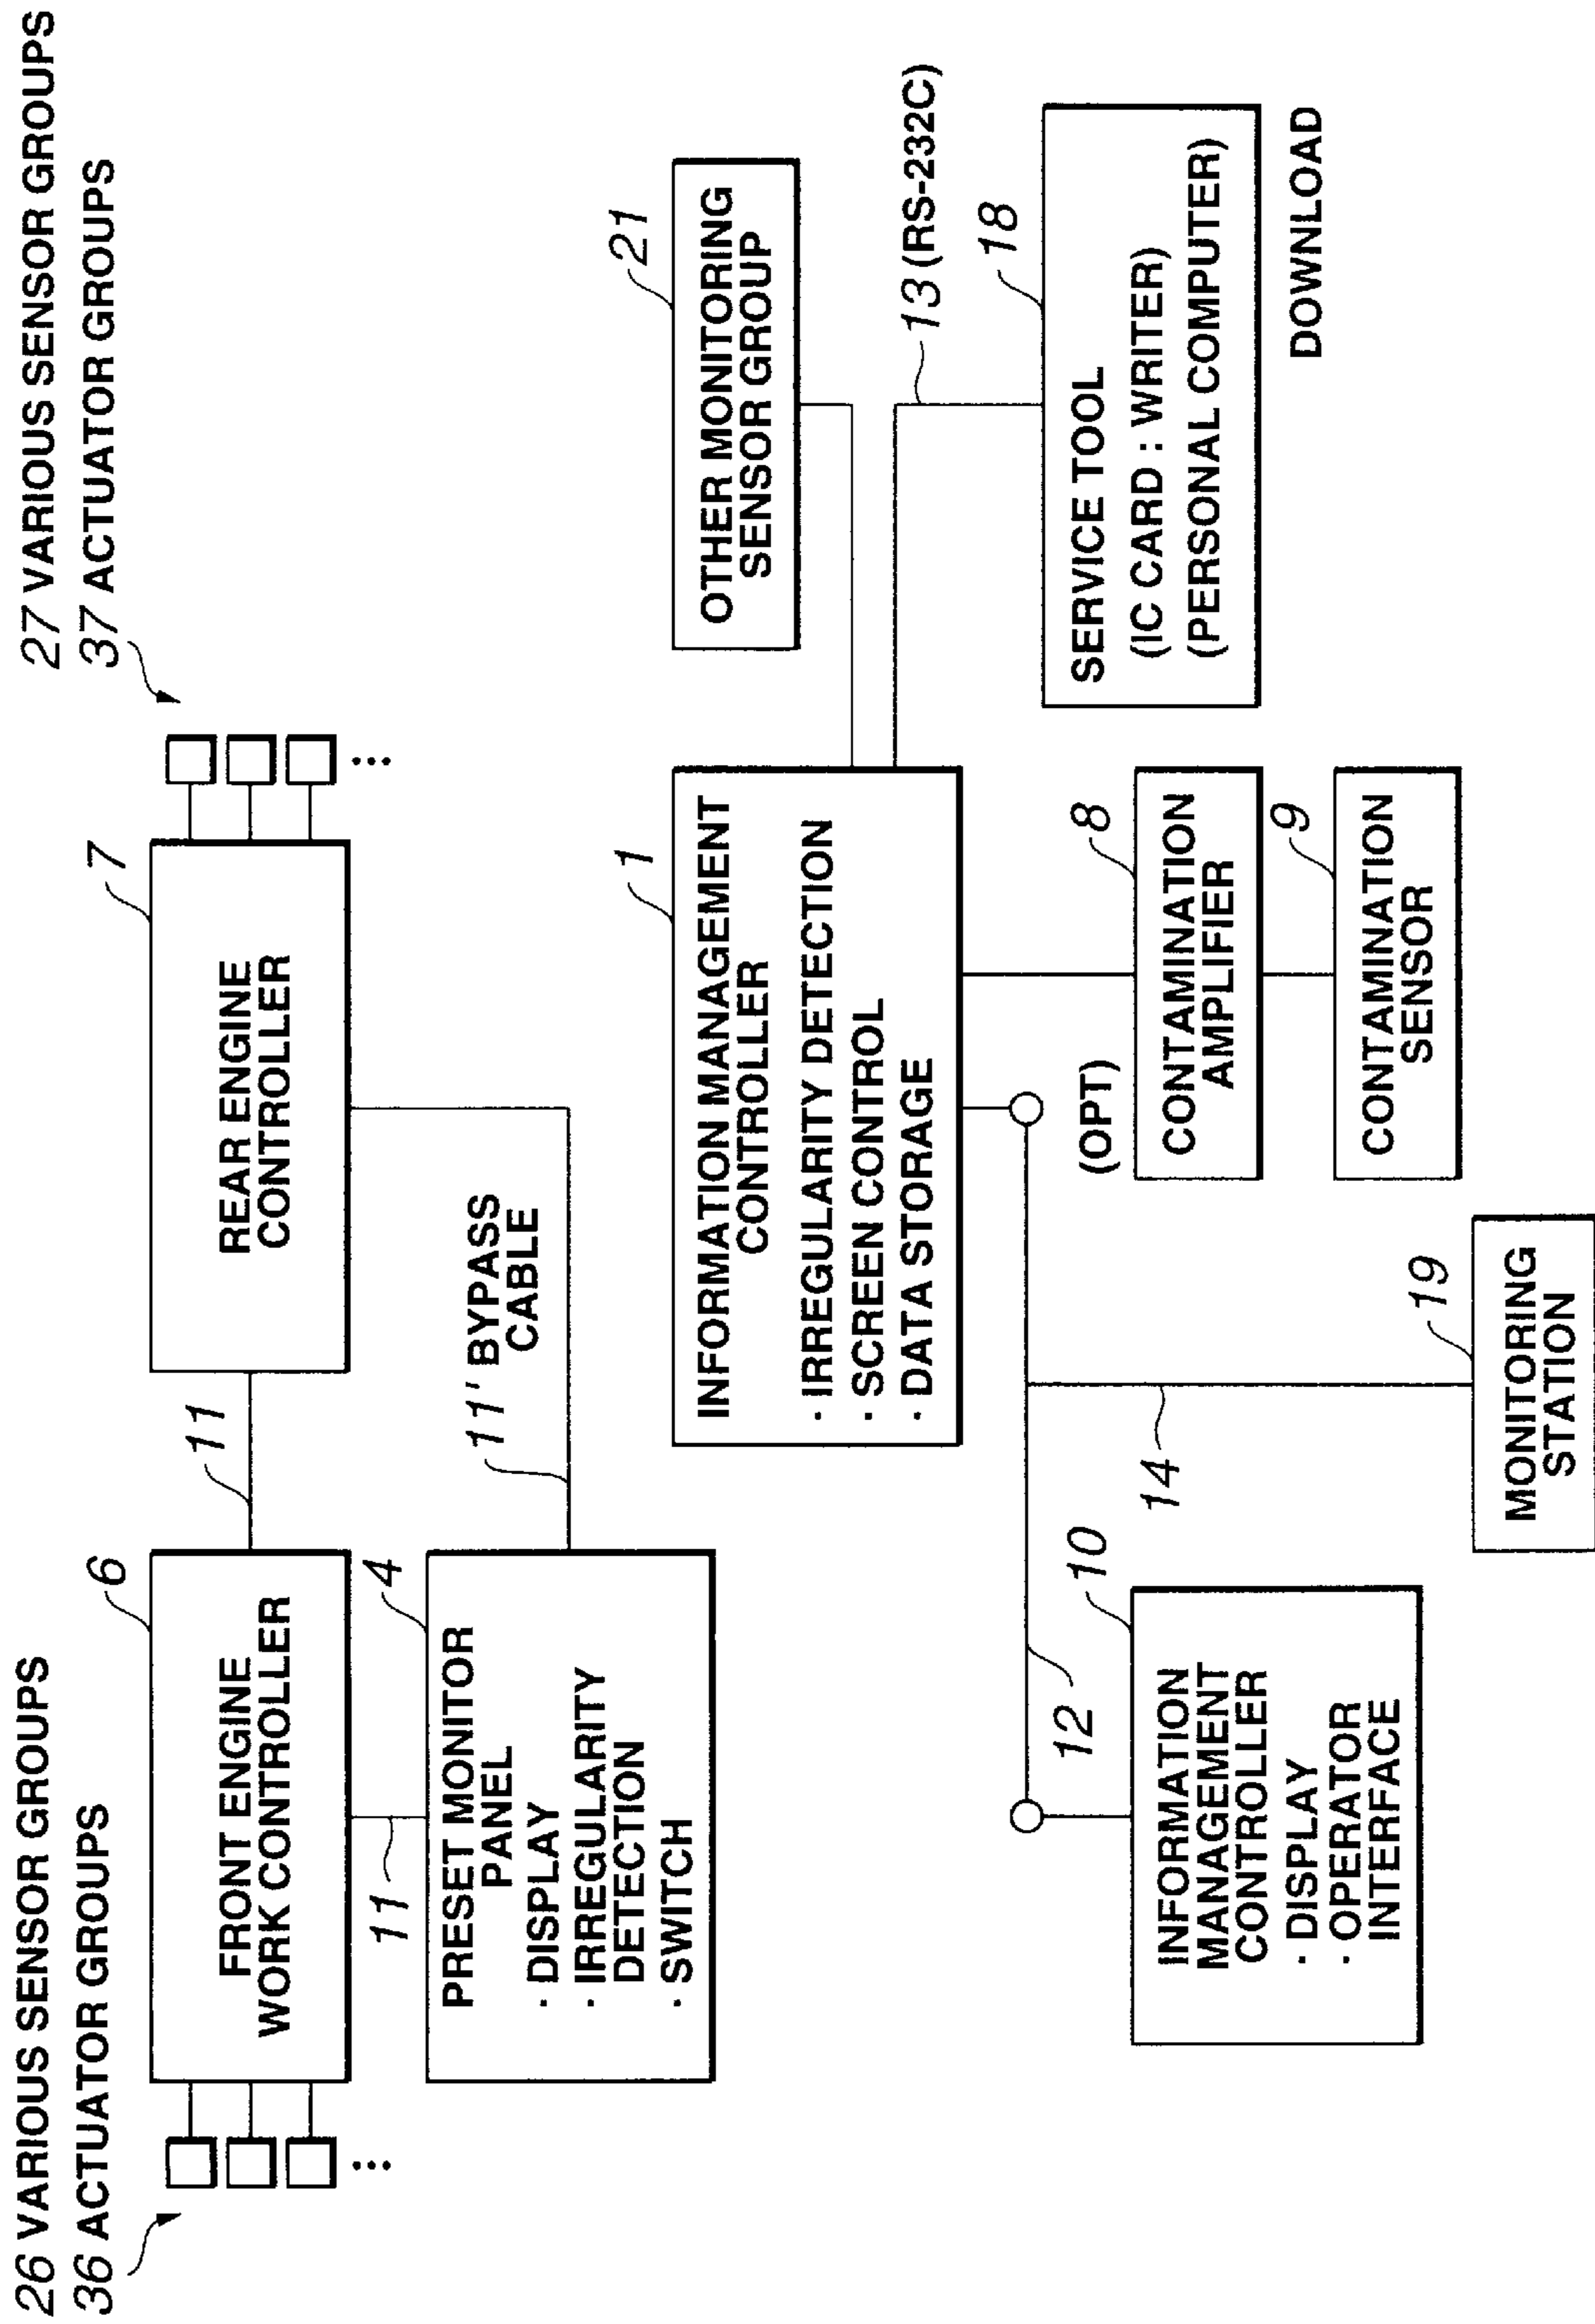 26 VARIOUS SENSOR GROUPS
36 ACTUATOR GROUPS
27 VARIOUS SENSOR GROUPS
37 ACTUATOR GROUPS
6
FRONT ENGINE
WORK CONTROLLER
11
7
REAR ENGINE
CONTROLLER
11
4
PRESET MONITOR
PANEL
· DISPLAY
· IRREGULARITY
DETECTION
· SWITCH
11' BYPASS
CABLE
1
INFORMATION MANAGEMENT
CONTROLLER
· IRREGULARITY DETECTION
· SCREEN CONTROL
· DATA STORAGE
21
OTHER MONITORING
SENSOR GROUP
13 (RS-232C)
18
SERVICE TOOL
(IC CARD : WRITER)
(PERSONAL COMPUTER)
DOWNLOAD
12
10
INFORMATION
MANAGEMENT
CONTROLLER
· DISPLAY
· OPERATOR
INTERFACE
14
19
MONITORING
STATION
(OPT)
8
CONTAMINATION
AMPLIFIER
9
CONTAMINATION
SENSOR